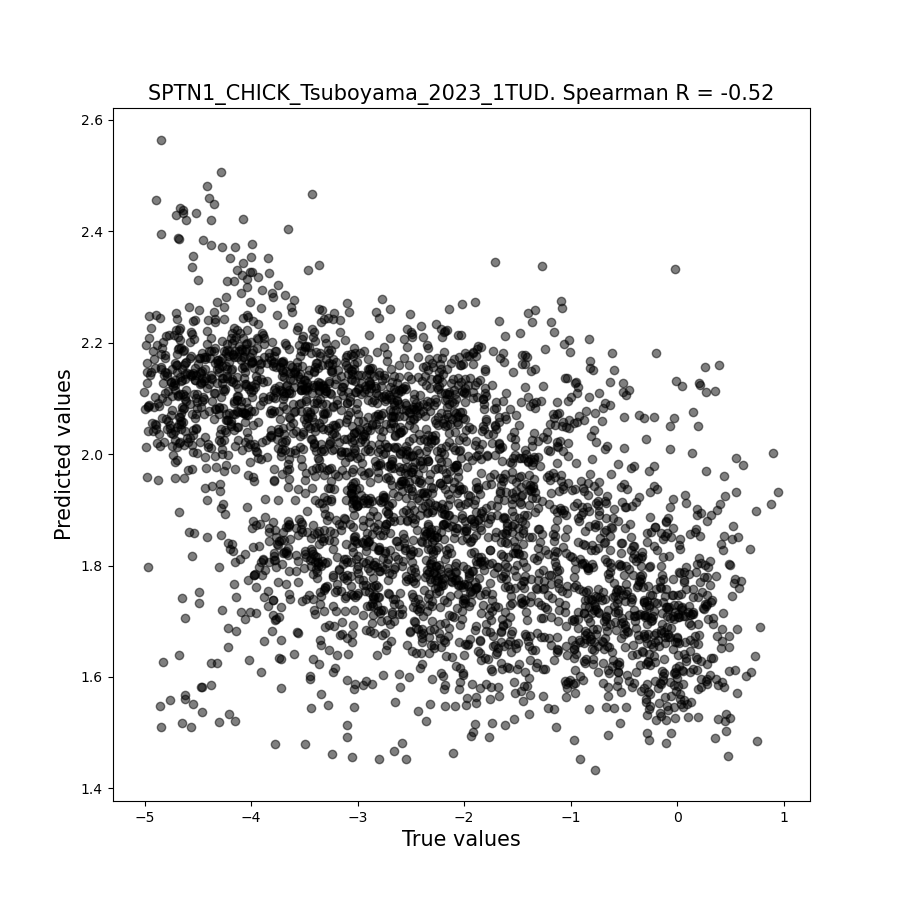 SPTN1_CHICK_Tsuboyama_2023_1TUD. Spearman R = -0.52
2.6
2.4
2.2
2.0
1.8
1.6
1.4
Predicted values
−5 −4 −3 −2 −1 0 1
True values